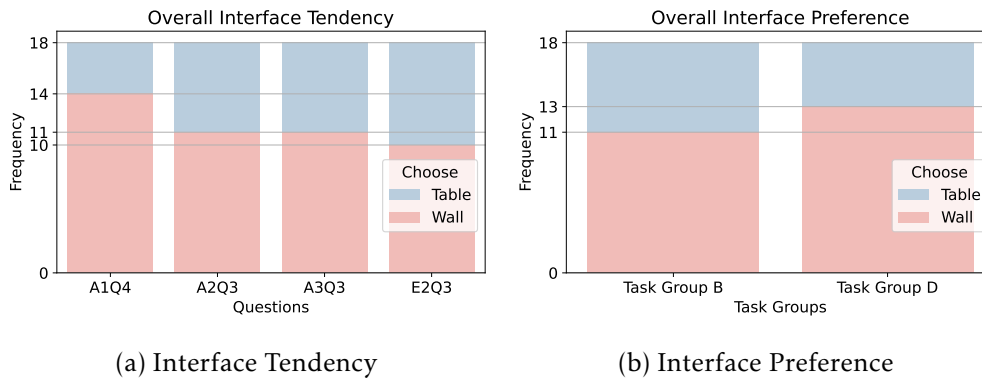 Overall Interface Tendency
18
14
11
10
0
Frequency
Choose
Table
Wall
A1Q4 A2Q3 A3Q3 E2Q3
Questions
(a) Interface Tendency
Overall Interface Preference
18
13
11
0
Frequency
Choose
Table
Wall
Task Group B Task Group D
Task Groups
(b) Interface Preference